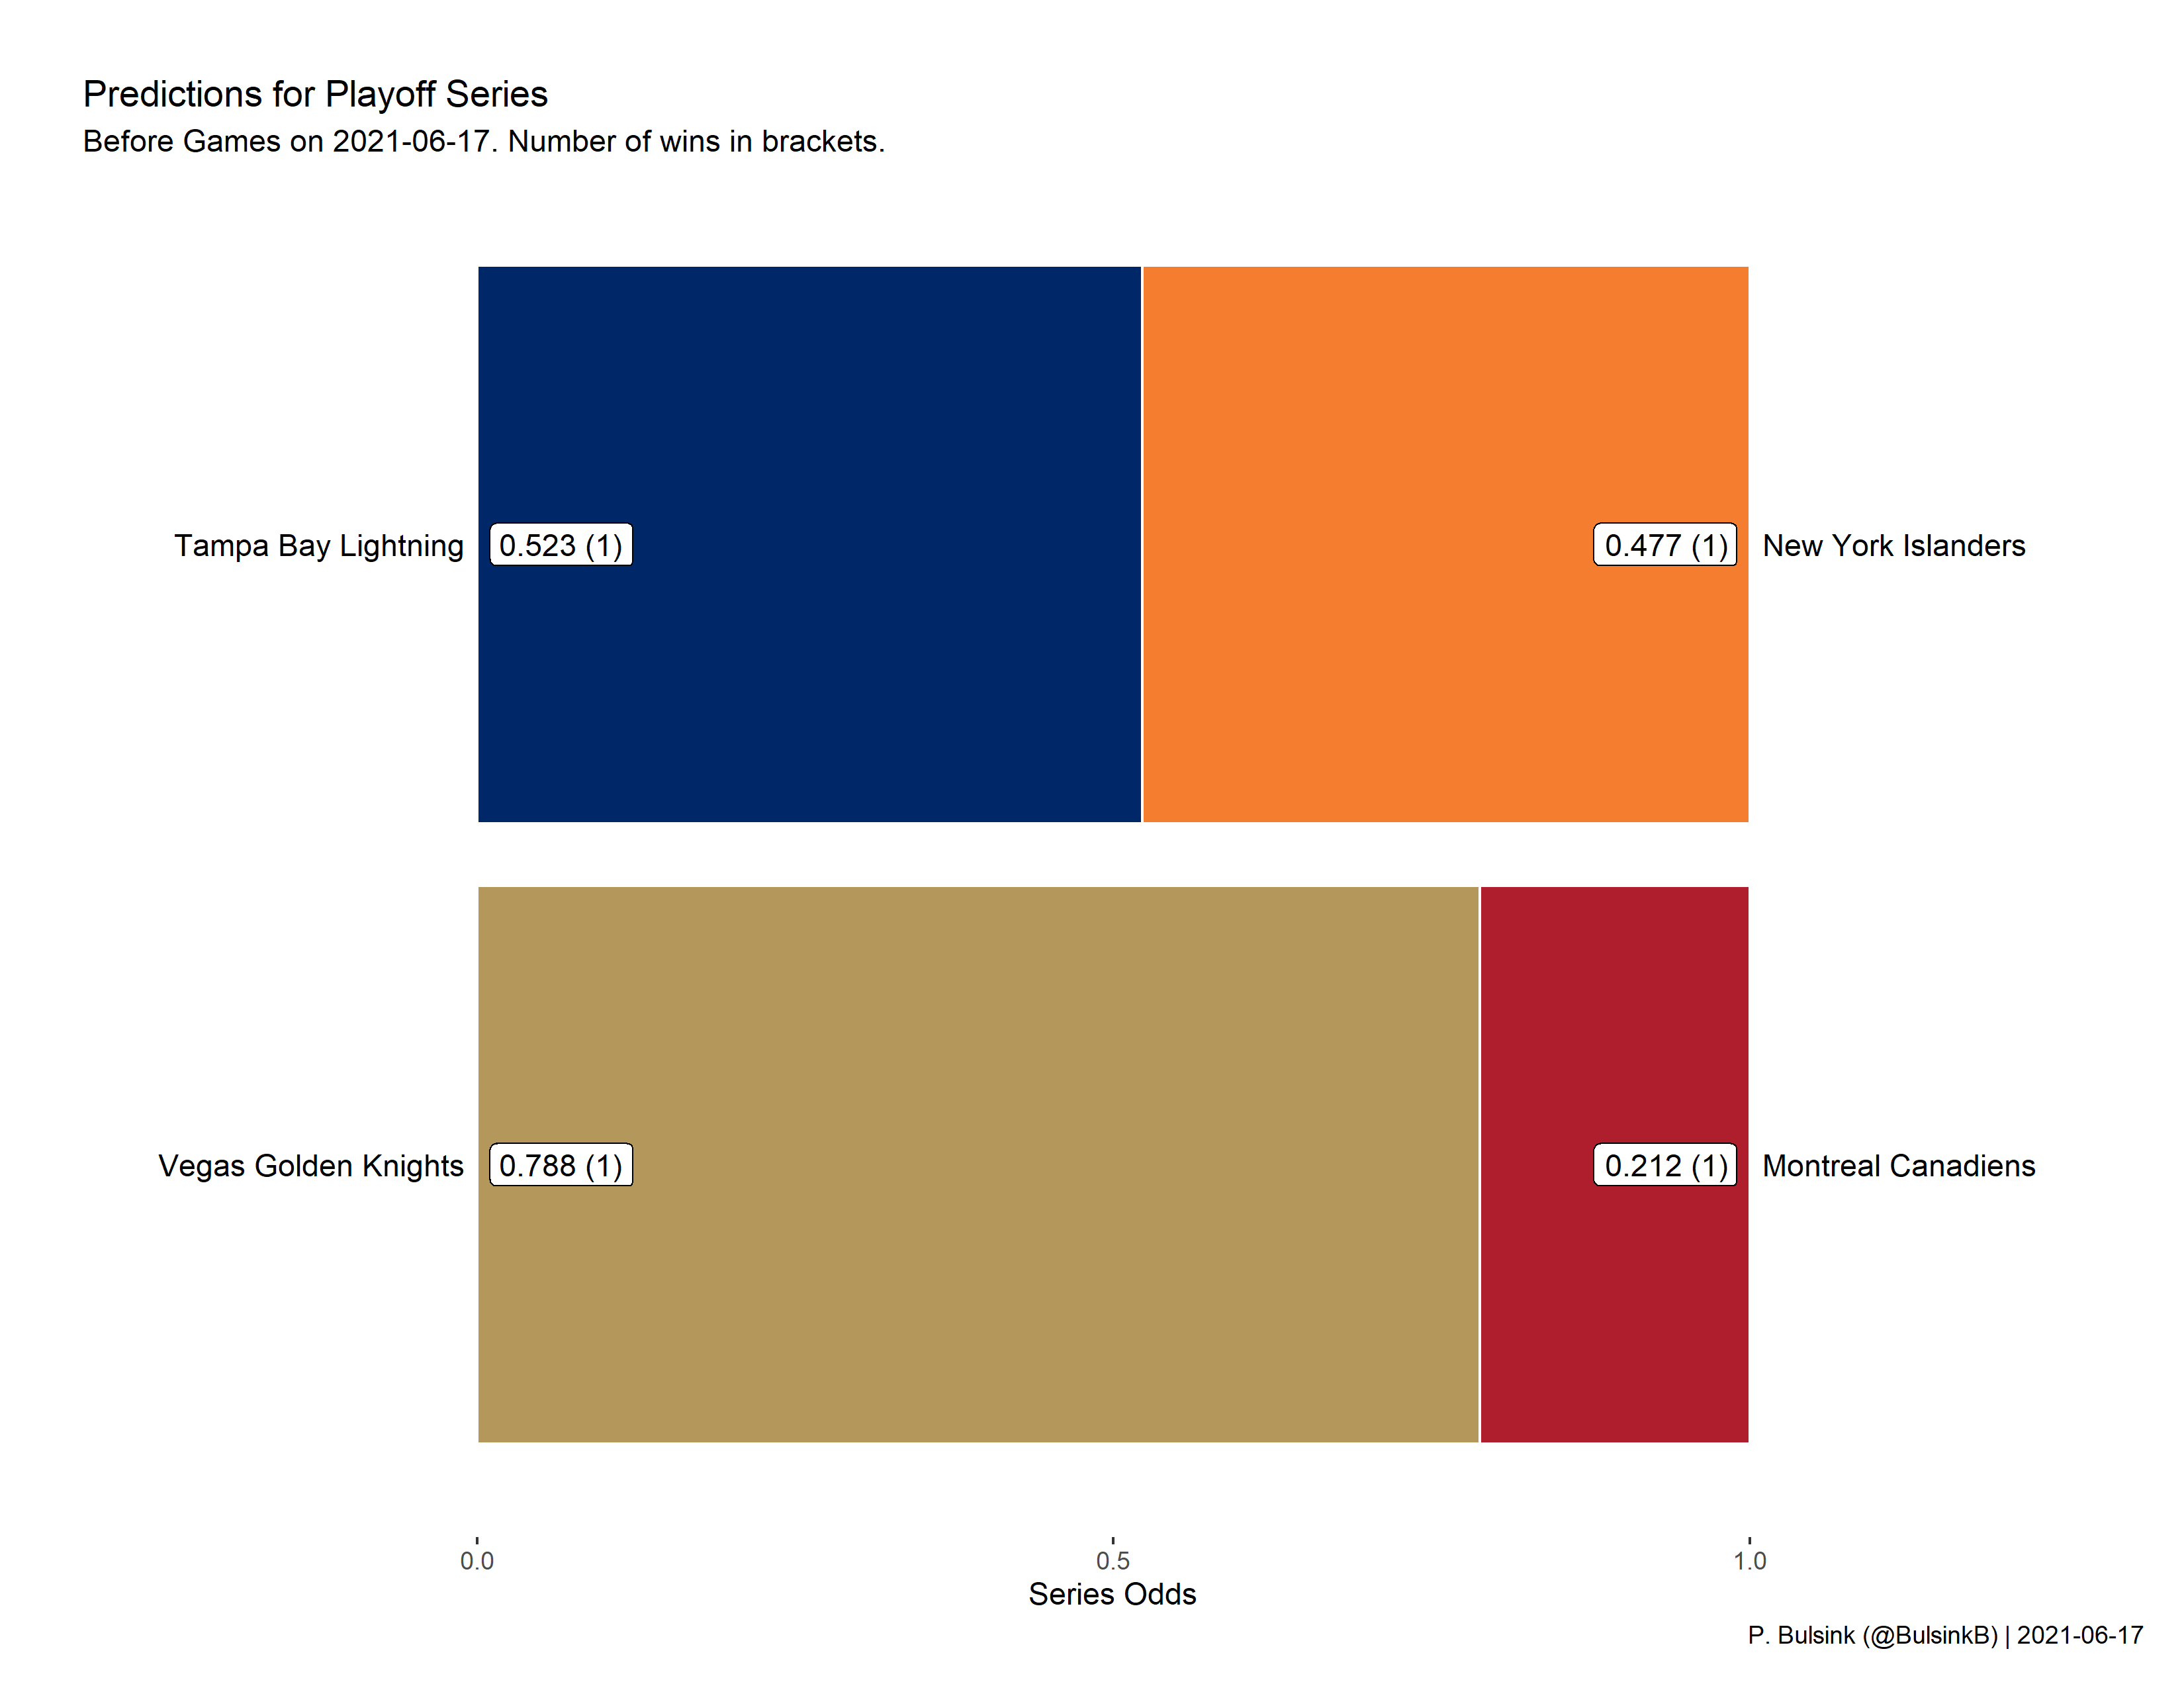 Predictions for Playoff Series
Before Games on 2021-06-17. Number of wins in brackets.
Tampa Bay Lightning 0.523 (1) 0.477 (1) New York Islanders
Vegas Golden Knights 0.788 (1) 0.212 (1) Montreal Canadiens
0.0 0.5 1.0
Series Odds
P. Bulsink (@BulsinkB) | 2021-06-17